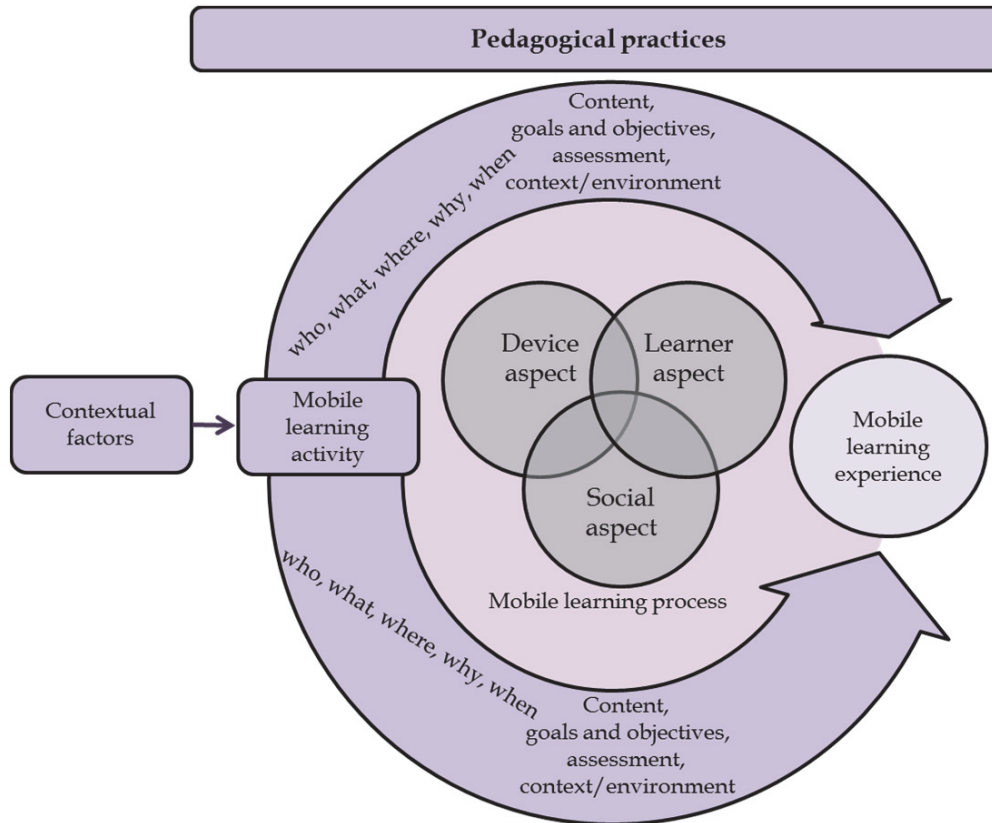 Pedagogical practices
Content,
goals and objectives,
assessment,
context/environment
who, what, where, why, when
Device
aspect
Learner
aspect
Social
aspect
Contextual
factors
Mobile
learning
activity
Mobile
learning
experience
Mobile learning process
who, what, where, why, when
Content,
goals and objectives,
assessment,
context/environment